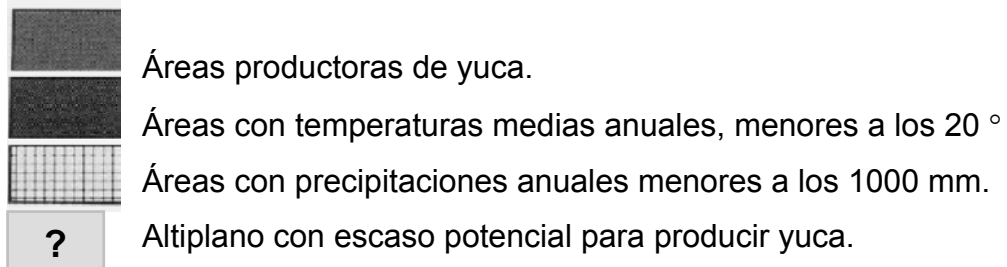 Áreas productoras de yuca.
Áreas con temperaturas medias anuales, menores a los 20 °
Áreas con precipitaciones anuales menores a los 1000 mm.
? Altiplano con escaso potencial para producir yuca.